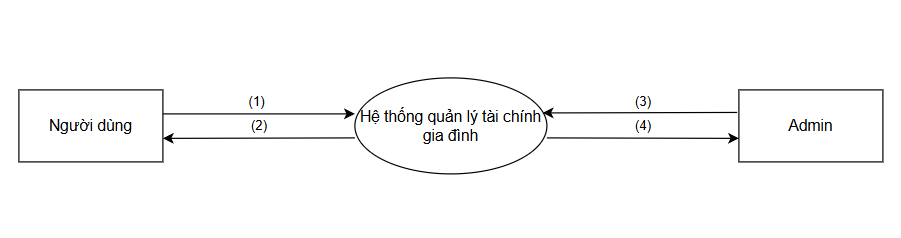 (1)
(3)
Người dùng
(2)
Hệ thống quản lý tài chính
gia đình
(4)
Admin